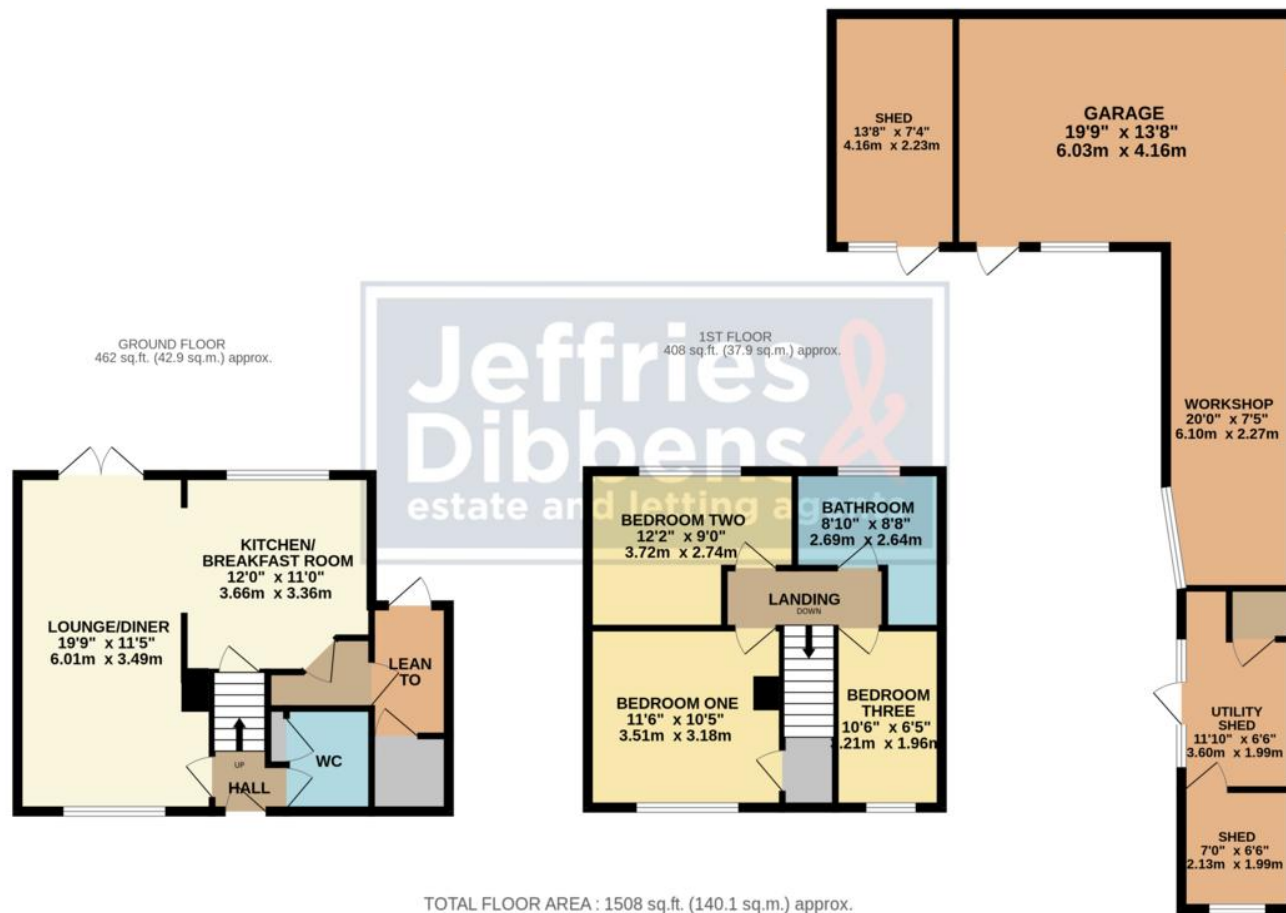 SHED
13'8" x 7'4"
4.16m x 2.23m
GARAGE
19'9" x 13'8"
6.03m x 4.16m
GROUND FLOOR
462 sq.ft. (42.9 sq.m.) approx.
1ST FLOOR
408 sq.ft. (37.9 sq.m.) approx.
Jeffries &
Dibbens
estate and letting agents
WORKSHOP
20'0" x 7'5"
6.10m x 2.27m
KITCHEN/
BREAKFAST ROOM
12'0" x 11'0"
3.66m x 3.36m
LOUNGE/DINER
19'9" x 11'5"
6.01m x 3.49m
LEAN
TO
UP
HALL
WC
BEDROOM TWO
12'2" x 9'0"
3.72m x 2.74m
BATHROOM
8'10" x 8'8"
2.69m x 2.64m
LANDING
DOWN
BEDROOM ONE
11'6" x 10'5"
3.51m x 3.18m
BEDROOM
THREE
10'6" x 6'5"
.21m x 1.96m
UTILITY
SHED
11'10" x 6'6"
3.60m x 1.99m
SHED
7'0" x 6'6"
2.13m x 1.99m
TOTAL FLOOR AREA : 1508 sq.ft. (140.1 sq.m.) approx.